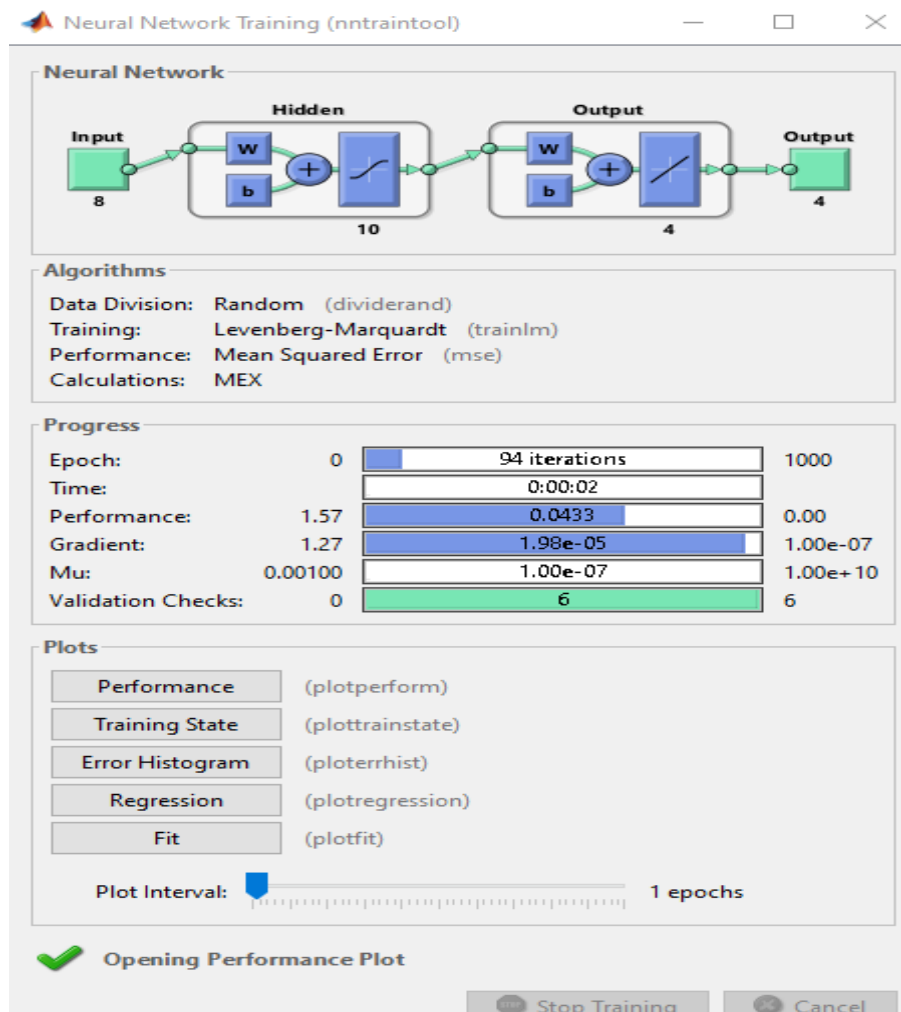 Neural Network Training (nntraintool)
Neural Network
Hidden Output
Input Output
W W
b b
8 10 4 4
Algorithms
Data Division: Random (dividerand)
Training: Levenberg-Marquardt (trainlm)
Performance: Mean Squared Error (mse)
Calculations: MEX
Progress
Epoch: 0 94 iterations 1000
Time: 0:00:02
Performance: 1.57 0.0433 0.00
Gradient: 1.27 1.98e-05 1.00e-07
Mu: 0.00100 1.00e-07 1.00e+10
Validation Checks: 0 6 6
Plots
Performance (plotperform)
Training State (plottrainstate)
Error Histogram (ploterrhist)
Regression (plotregression)
Fit (plotfit)
Plot Interval: 1 epochs
Opening Performance Plot
Stop Training Cancel